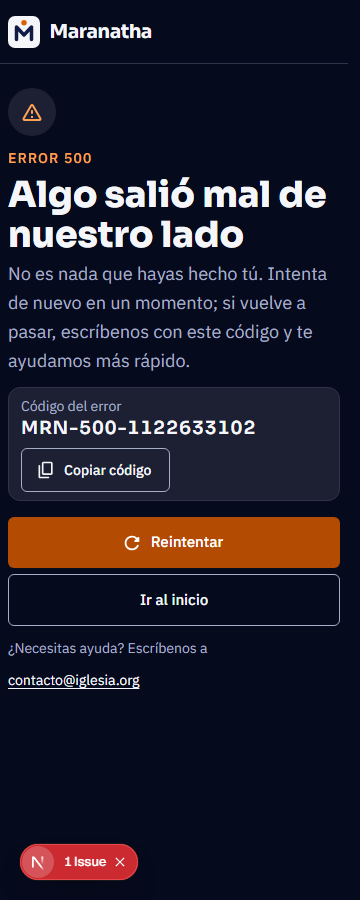 Maranatha
ERROR 500
Algo salió mal de
nuestro lado
No es nada que hayas hecho tú. Intenta
de nuevo en un momento; si vuelve a
pasar, escríbenos con este código y te
ayudamos más rápido.
Código del error
MRN-500-1122633102
Copiar código
Reintentar
Ir al inicio
¿Necesitas ayuda? Escríbenos a
contacto@iglesia.org
1 Issue